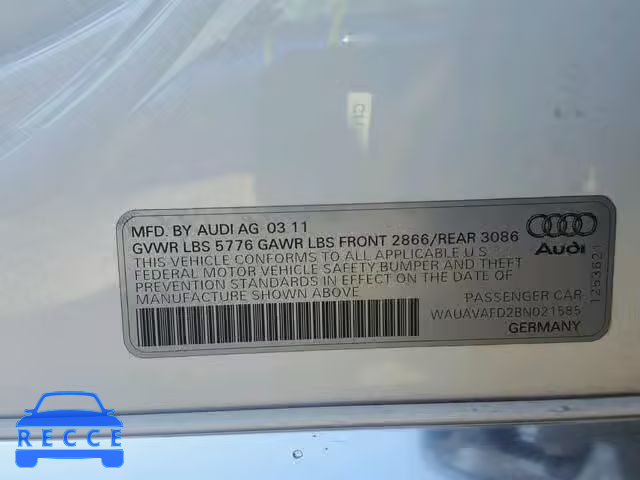 MFD. BY AUDI AG 03 11
GVWR LBS 5776 GAWR LBS FRONT 2866/REAR 3086
THIS VEHICLE CONFORMS TO ALL APPLICABLE U S
FEDERAL MOTOR VEHICLE SAFETY,BUMPER AND THEFT
PREVENTION STANDARDS IN EFFECT ON THE DATE OF
MANUFACTURE SHOWN ABOVE.
Audi
1253621
PASSENGER CAR
WAUAVAFD2BN021585
GERMANY
RECCE